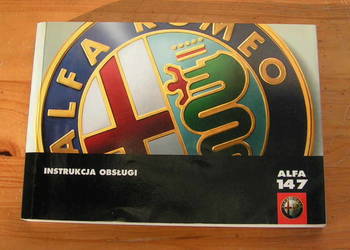 ALFA ROMEO
INSTRUKCJA OBSŁUGI
ALFA
147